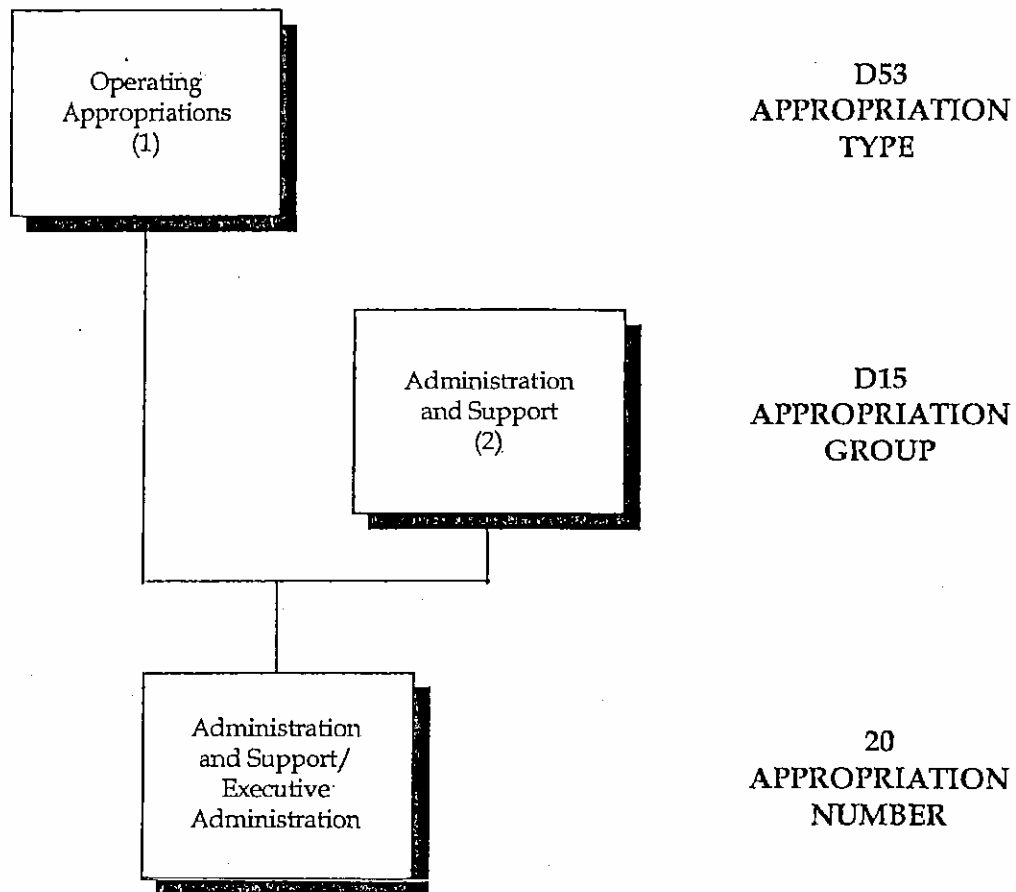 Operating
Appropriations
(1)
D53
APPROPRIATION
TYPE
Administration
and Support
(2)
D15
APPROPRIATION
GROUP
Administration
and Support/
Executive
Administration
20
APPROPRIATION
NUMBER